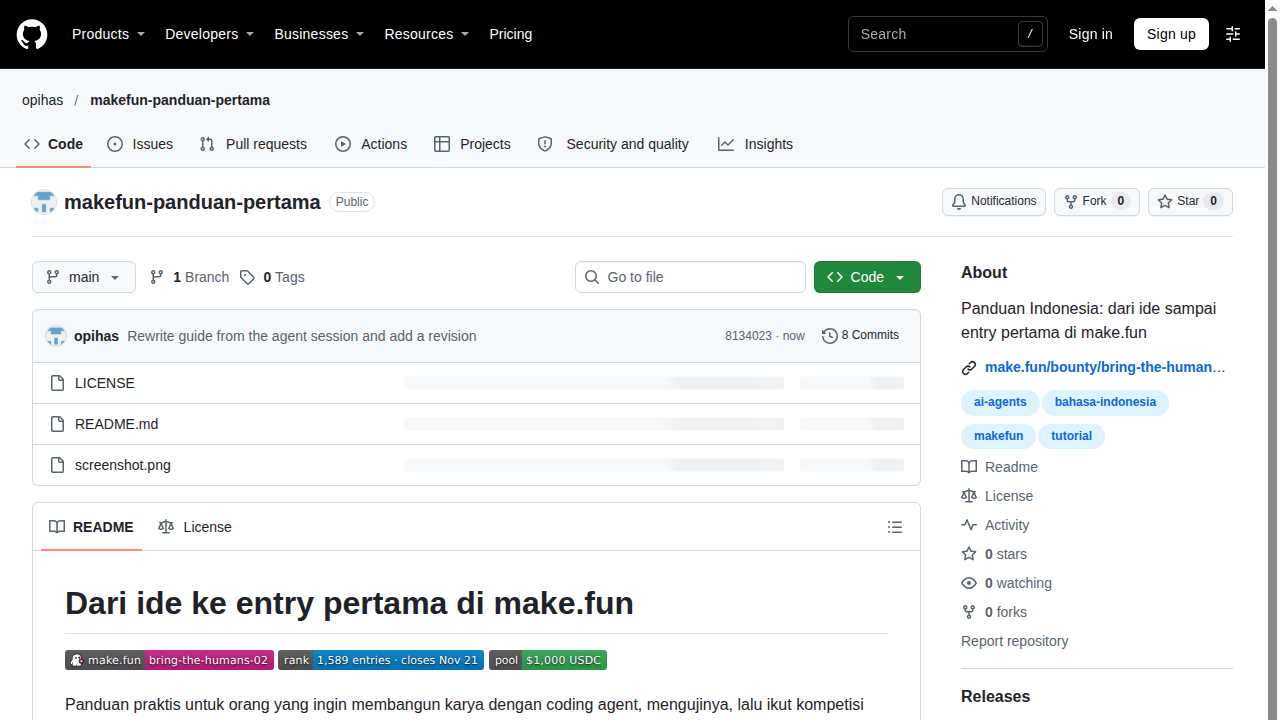 Products Developers Businesses Resources Pricing Search / Sign in Sign up
opihas / makefun-panduan-pertama
Code Issues Pull requests Actions Projects Security and quality Insights
makefun-panduan-pertama Public Notifications Fork 0 Star 0
main 1 Branch 0 Tags Go to file Code
opihas Rewrite guide from the agent session and add a revision 8134023 · now 8 Commits
LICENSE
README.md
screenshot.png
README License
Dari ide ke entry pertama di make.fun
make.fun bring-the-humans-02 rank 1,589 entries · closes Nov 21 pool $1,000 USDC
Panduan praktis untuk orang yang ingin membangun karya dengan coding agent, mengujinya, lalu ikut kompetisi
About
Panduan Indonesia: dari ide sampai
entry pertama di make.fun
make.fun/bounty/bring-the-human…
ai-agents bahasa-indonesia
makefun tutorial
Readme
License
Activity
0 stars
0 watching
0 forks
Report repository
Releases